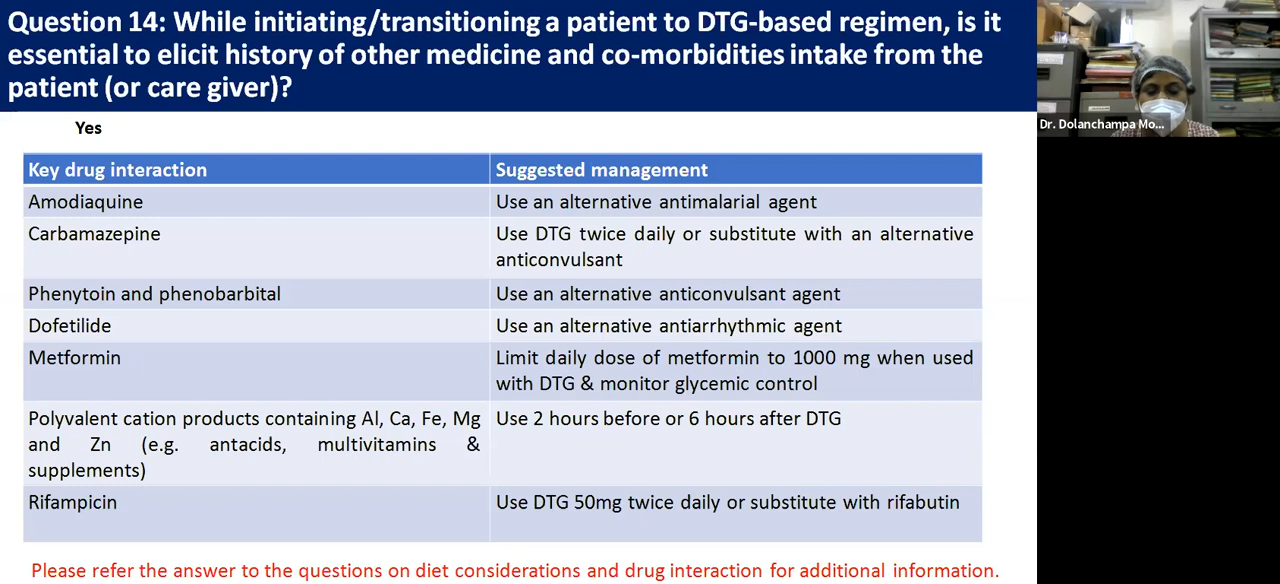 Question 14: While initiating/transitioning a patient to DTG-based regimen, is it
essential to elicit history of other medicine and co-morbidities intake from the
patient (or care giver)?
Dr. Dolanchampa Mo...
Yes
Key drug interaction
Suggested management
Amodiaquine
Use an alternative antimalarial agent
Carbamazepine
Use DTG twice daily or substitute with an alternative
anticonvulsant
Phenytoin and phenobarbital
Use an alternative anticonvulsant agent
Dofetilide
Use an alternative antiarrhythmic agent
Metformin
Limit daily dose of metformin to 1000 mg when used
with DTG & monitor glycemic control
Polyvalent cation products containing Al, Ca, Fe, Mg
and Zn (e.g. antacids, multivitamins &
supplements)
Use 2 hours before or 6 hours after DTG
Rifampicin
Use DTG 50mg twice daily or substitute with rifabutin
Please refer the answer to the questions on diet considerations and drug interaction for additional information.